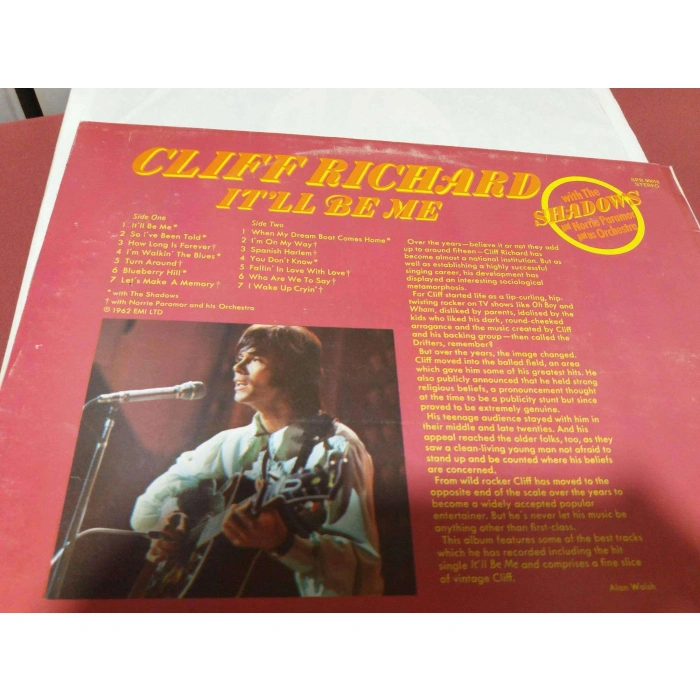 CLIFF RICHARD
IT'LL BE ME
with The
SHADOWS
and Norrie Paramor
and his Orchestra
STEREO
Side One
1 It'll Be Me*
2 So I've Been Told*
3 How Long Is Forever?†
4 I'm Walkin' The Blues*
5 Turn Around†
6 Blueberry Hill*
7 Let's Make A Memory†
Side Two
1 When My Dream Boat Comes Home*
2 I'm On My Way†
3 Spanish Harlem†
4 You Don't Know*
5 Fallin' In Love With Love†
6 Who Are We To Say†
7 I Wake Up Cryin'†
* with The Shadows
† with Norrie Paramor and his Orchestra
© 1962 EMI LTD
Over the years—believe it or not they add
up to around fifteen—Cliff Richard has
become almost a national institution. But as
well as establishing a highly successful
singing career, his development has
displayed an interesting sociological
metamorphosis.
For Cliff started life as a lip-curling, hip-
twisting rocker on TV shows like Oh Boy and
Wham, disliked by parents, idolised by the
kids who liked his dark, round-cheeked
arrogance and the music created by Cliff
and his backing group—then called the
Drifters, remember?
But over the years, the image changed.
Cliff moved into the ballad field, an area
which gave him some of his greatest hits. He
also publicly announced that he held strong
religious beliefs, a pronouncement thought
at the time to be a publicity stunt but since
proved to be extremely genuine.
His teenage audience stayed with him in
their middle and late twenties. And his
appeal reached the older folks, too, as they
saw a clean-living young man not afraid to
stand up and be counted where his beliefs
are concerned.
From wild rocker Cliff has moved to the
opposite end of the scale over the years to
become a widely accepted popular
entertainer. But he's never let his music be
anything other than first-class.
This album features some of the best tracks
which he has recorded including the hit
single It'll Be Me and comprises a fine slice
of vintage Cliff.
Alan Walsh